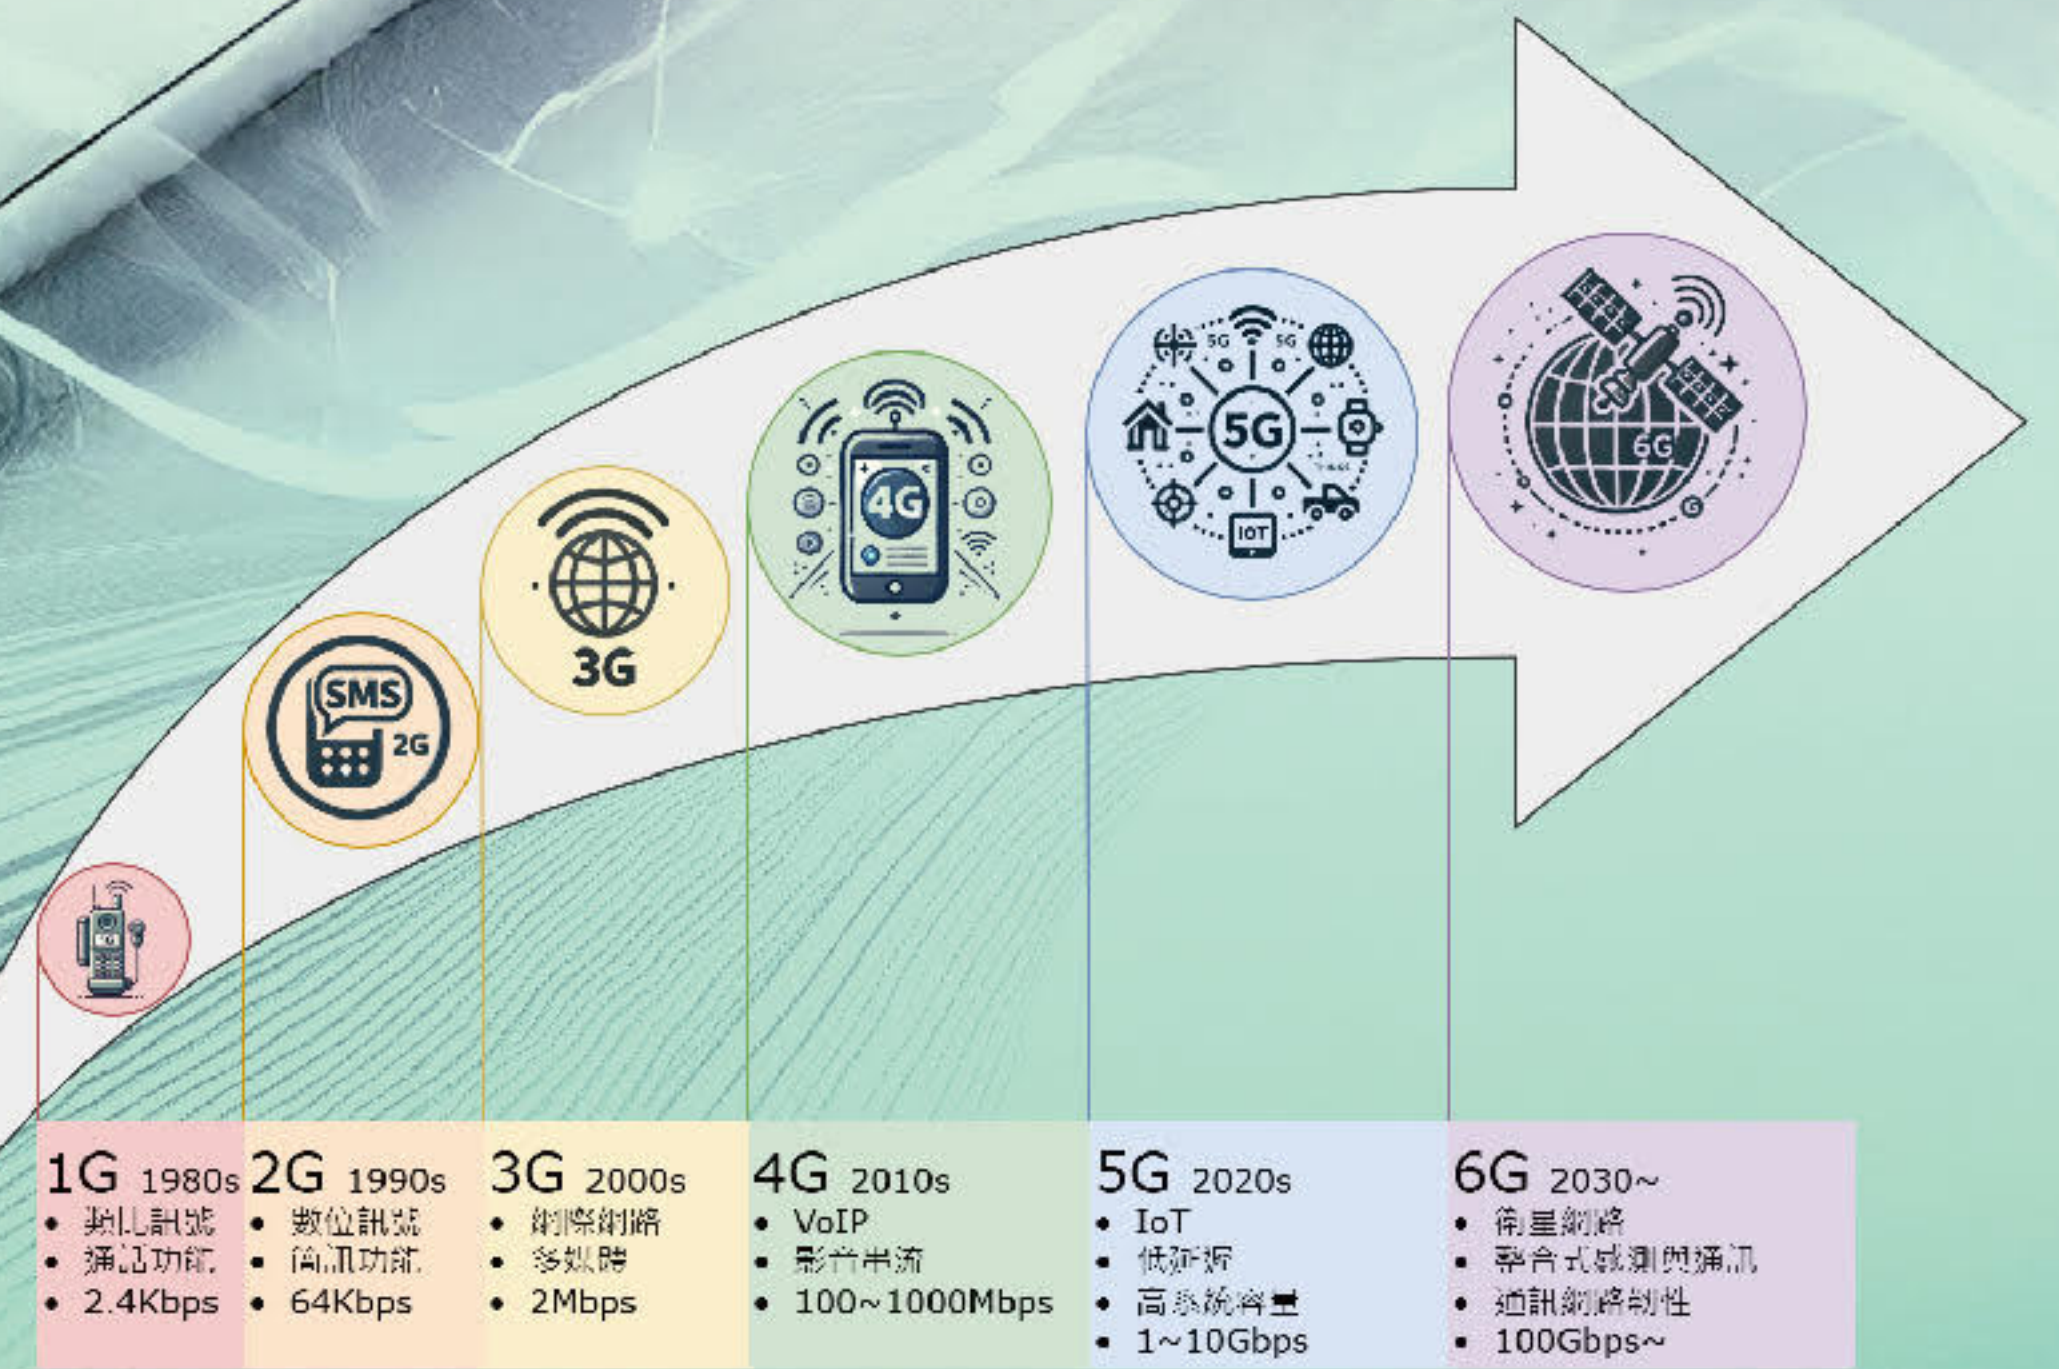 SMS
2G
3G
4G
5G
5G
5G
IOT
6G
1G 1980s
• 類比訊號
• 通話功能
• 2.4Kbps
2G 1990s
• 數位訊號
• 簡訊功能
• 64Kbps
3G 2000s
• 網際網路
• 多媒體
• 2Mbps
4G 2010s
• VoIP
• 影音串流
• 100~1000Mbps
5G 2020s
• IoT
• 低延遲
• 高系統容量
• 1~10Gbps
6G 2030~
• 衛星網路
• 整合式感測與通訊
• 通訊網路韌性
• 100Gbps~